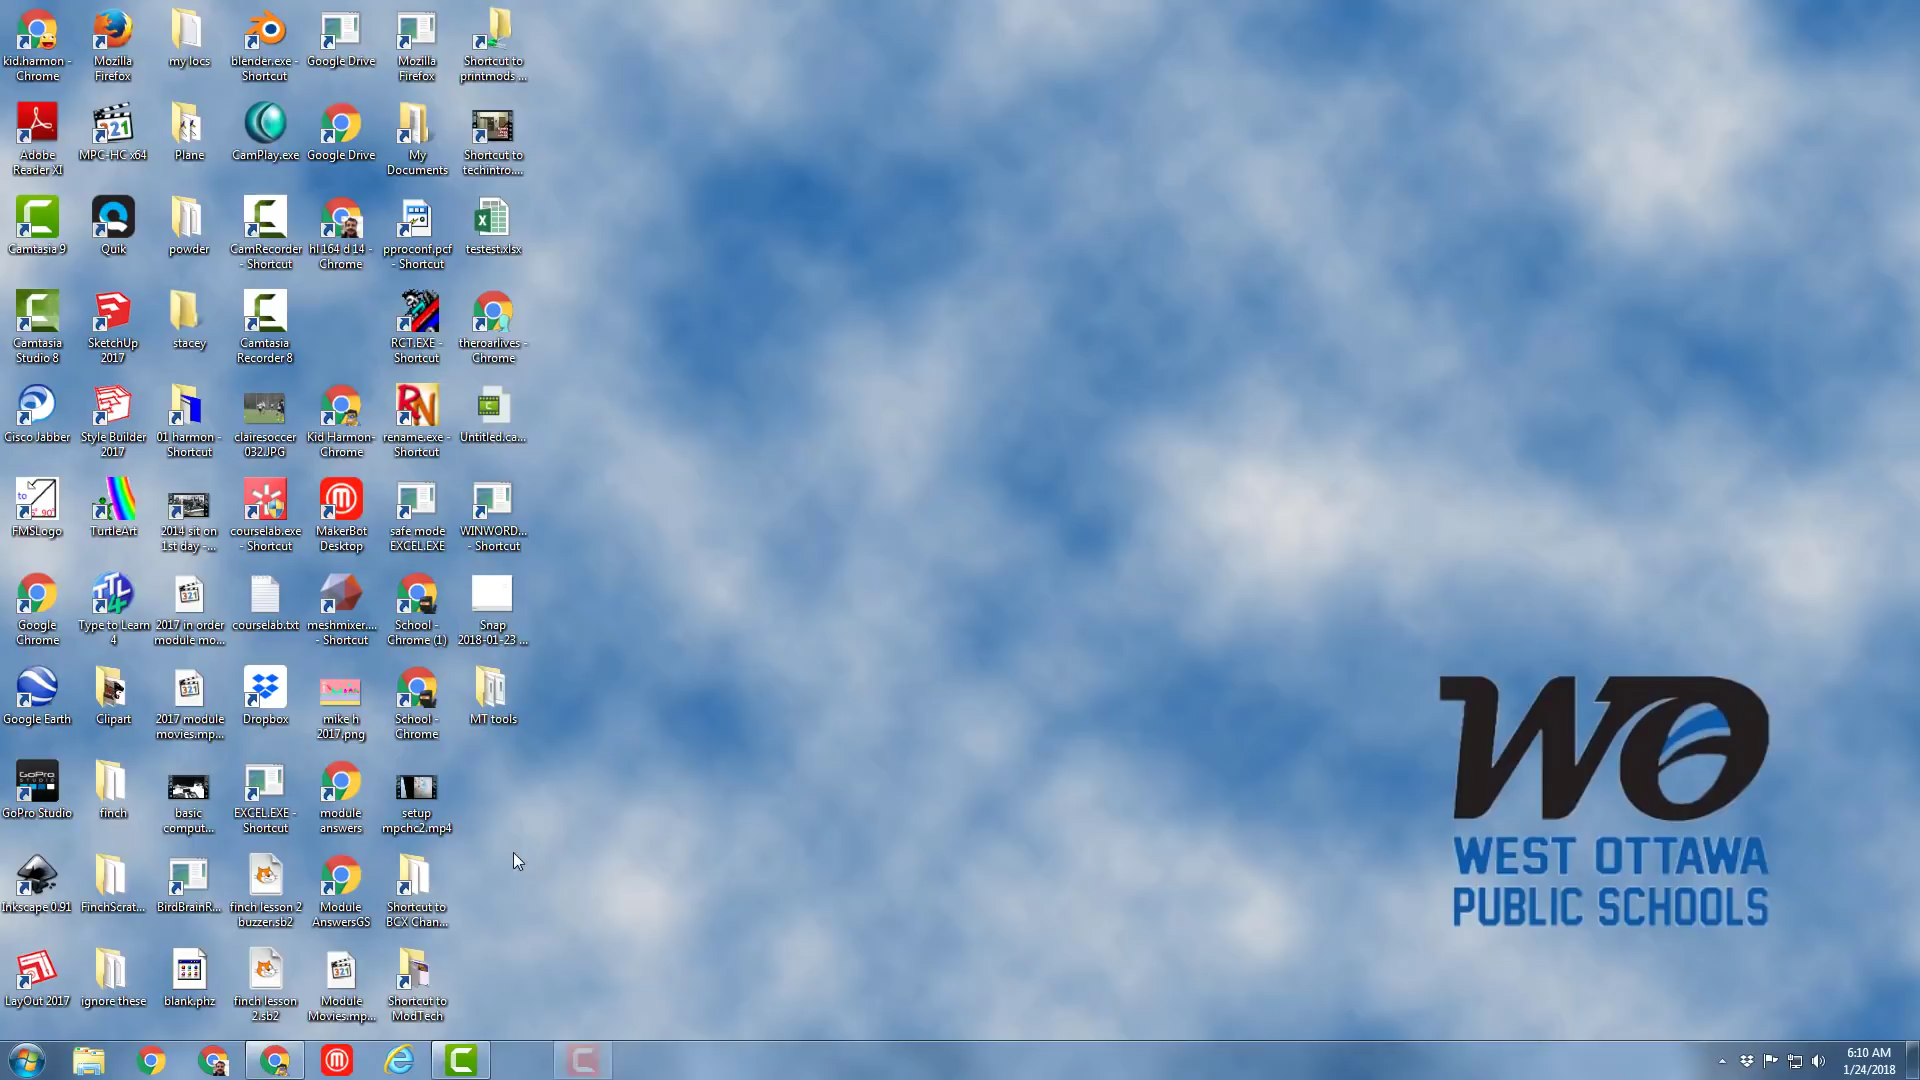 kid.harmon -
Chrome
Mozilla
Firefox
my locs
blender.exe -
Shortcut
Google Drive
Mozilla
Firefox
Shortcut to
printmods ...
Adobe
Reader XI
MPC-HC x64
Plane
CamPlay.exe
Google Drive
My
Documents
Shortcut to
techintro....
Camtasia 9
Quik
powder
CamRecorder
- Shortcut
hl 164 d 14 -
Chrome
pproconf.pcf
- Shortcut
testest.xlsx
Camtasia
Studio 8
SketchUp
2017
stacey
Camtasia
Recorder 8
RCT.EXE -
Shortcut
theroarlives -
Chrome
Cisco Jabber
Style Builder
2017
01 harmon -
Shortcut
clairesoccer
032.JPG
Kid Harmon-
Chrome
rename.exe -
Shortcut
Untitled.ca...
FMSLogo
TurtleArt
2014 sit on
1st day -...
courselab.exe
- Shortcut
MakerBot
Desktop
safe mode
EXCEL.EXE
WINWORD...
- Shortcut
Google
Chrome
Type to Learn
4
2017 in order
module mo...
courselab.txt
meshmixer....
- Shortcut
School -
Chrome (1)
Snap
2018-01-23 ...
Google Earth
Clipart
2017 module
movies.mp...
Dropbox
mike h
2017.png
School -
Chrome
MT tools
GoPro Studio
finch
basic
comput...
EXCEL.EXE -
Shortcut
module
answers
setup
mpchc2.mp4
Inkscape 0.91
FinchScrat...
BirdBrainR...
finch lesson 2
buzzer.sb2
Module
AnswersGS
Shortcut to
BCX Chan...
LayOut 2017
ignore these
blank.phz
finch lesson
2.sb2
Module
Movies.mp...
Shortcut to
ModTech
WO
WEST OTTAWA
PUBLIC SCHOOLS
6:10 AM
1/24/2018